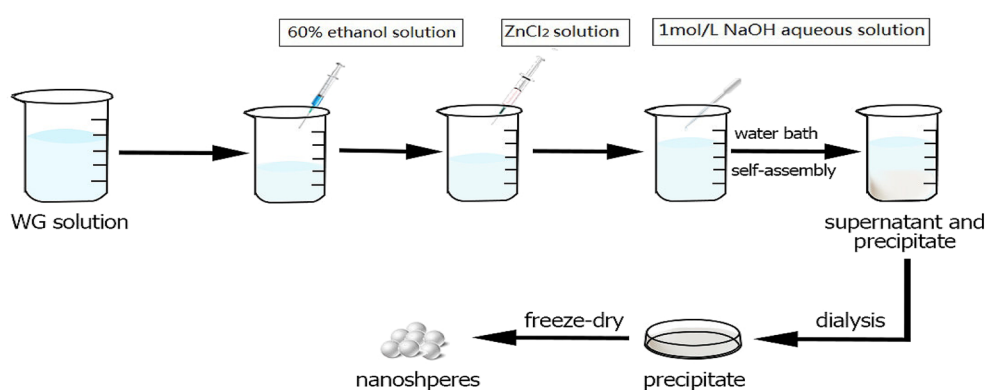 60% ethanol solution
ZnCl₂ solution
1mol/L NaOH aqueous solution
WG solution
water bath
self-assembly
supernatant and
precipitate
dialysis
precipitate
freeze-dry
nanoshperes